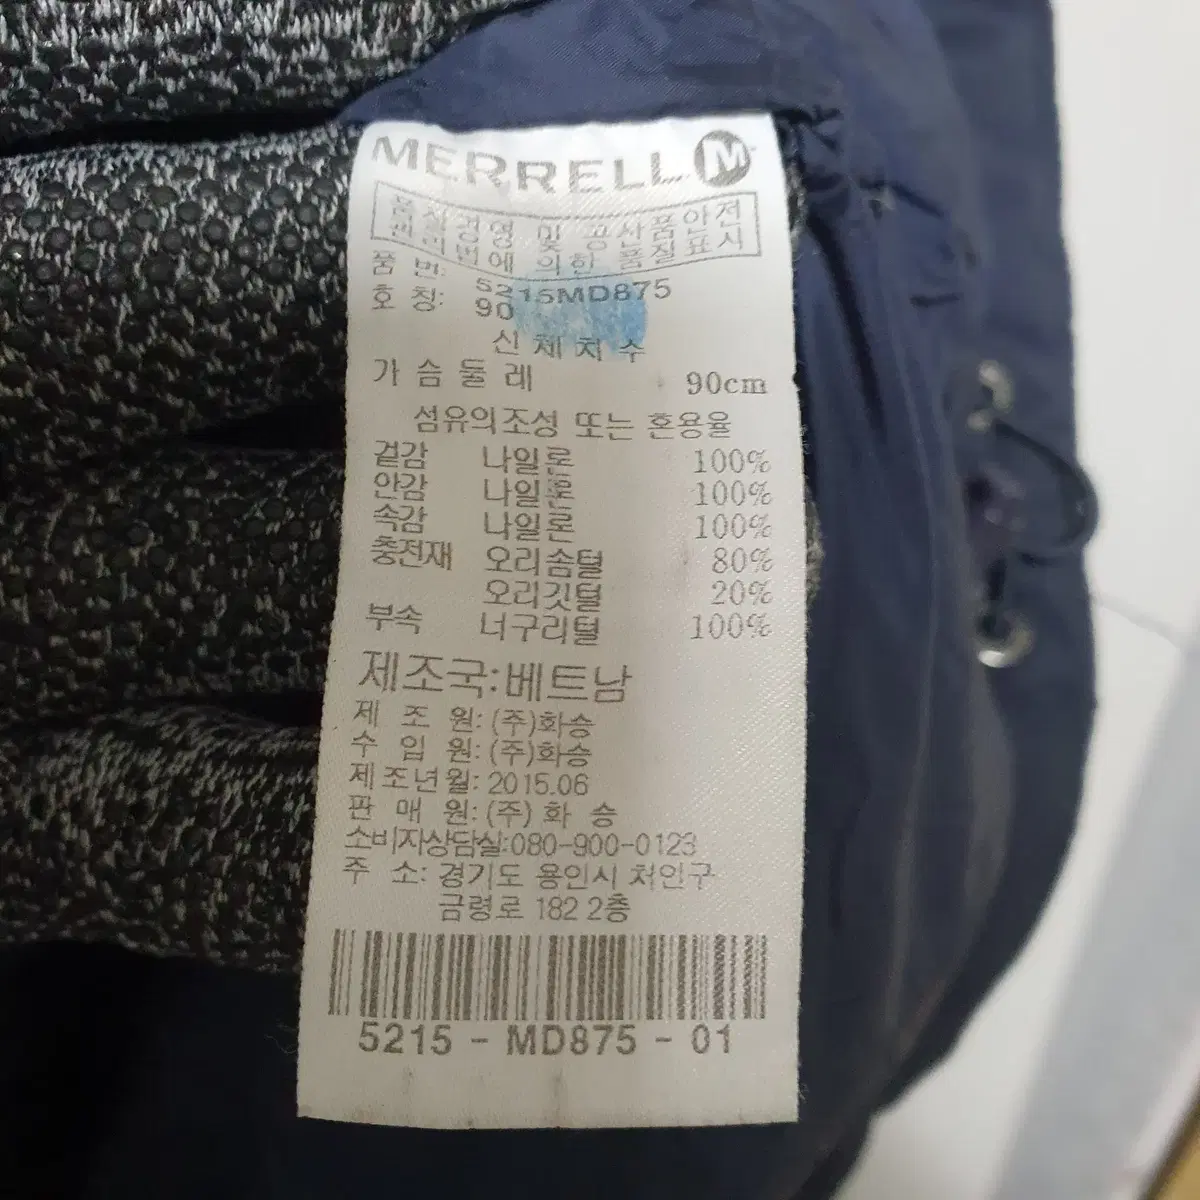 MERRELL M
품질경영 및 공산품안전
관리법에 의한 품질표시
품 번: 5215MD875
호 칭: 90
신체치수
가슴둘레 90cm
섬유의조성 또는 혼용율
겉감 나일론 100%
안감 나일론 100%
속감 나일론 100%
충전재 오리솜털 80%
오리깃털 20%
부속 너구리털 100%
제조국:베트남
제 조 원: (주)화승
수 입 원: (주)화승
제조년월: 2015.06
판 매 원: (주) 화 승
소비자상담실:080-900-0123
주 소: 경기도 용인시 처인구
금령로 182 2층
5215 - MD875 - 01